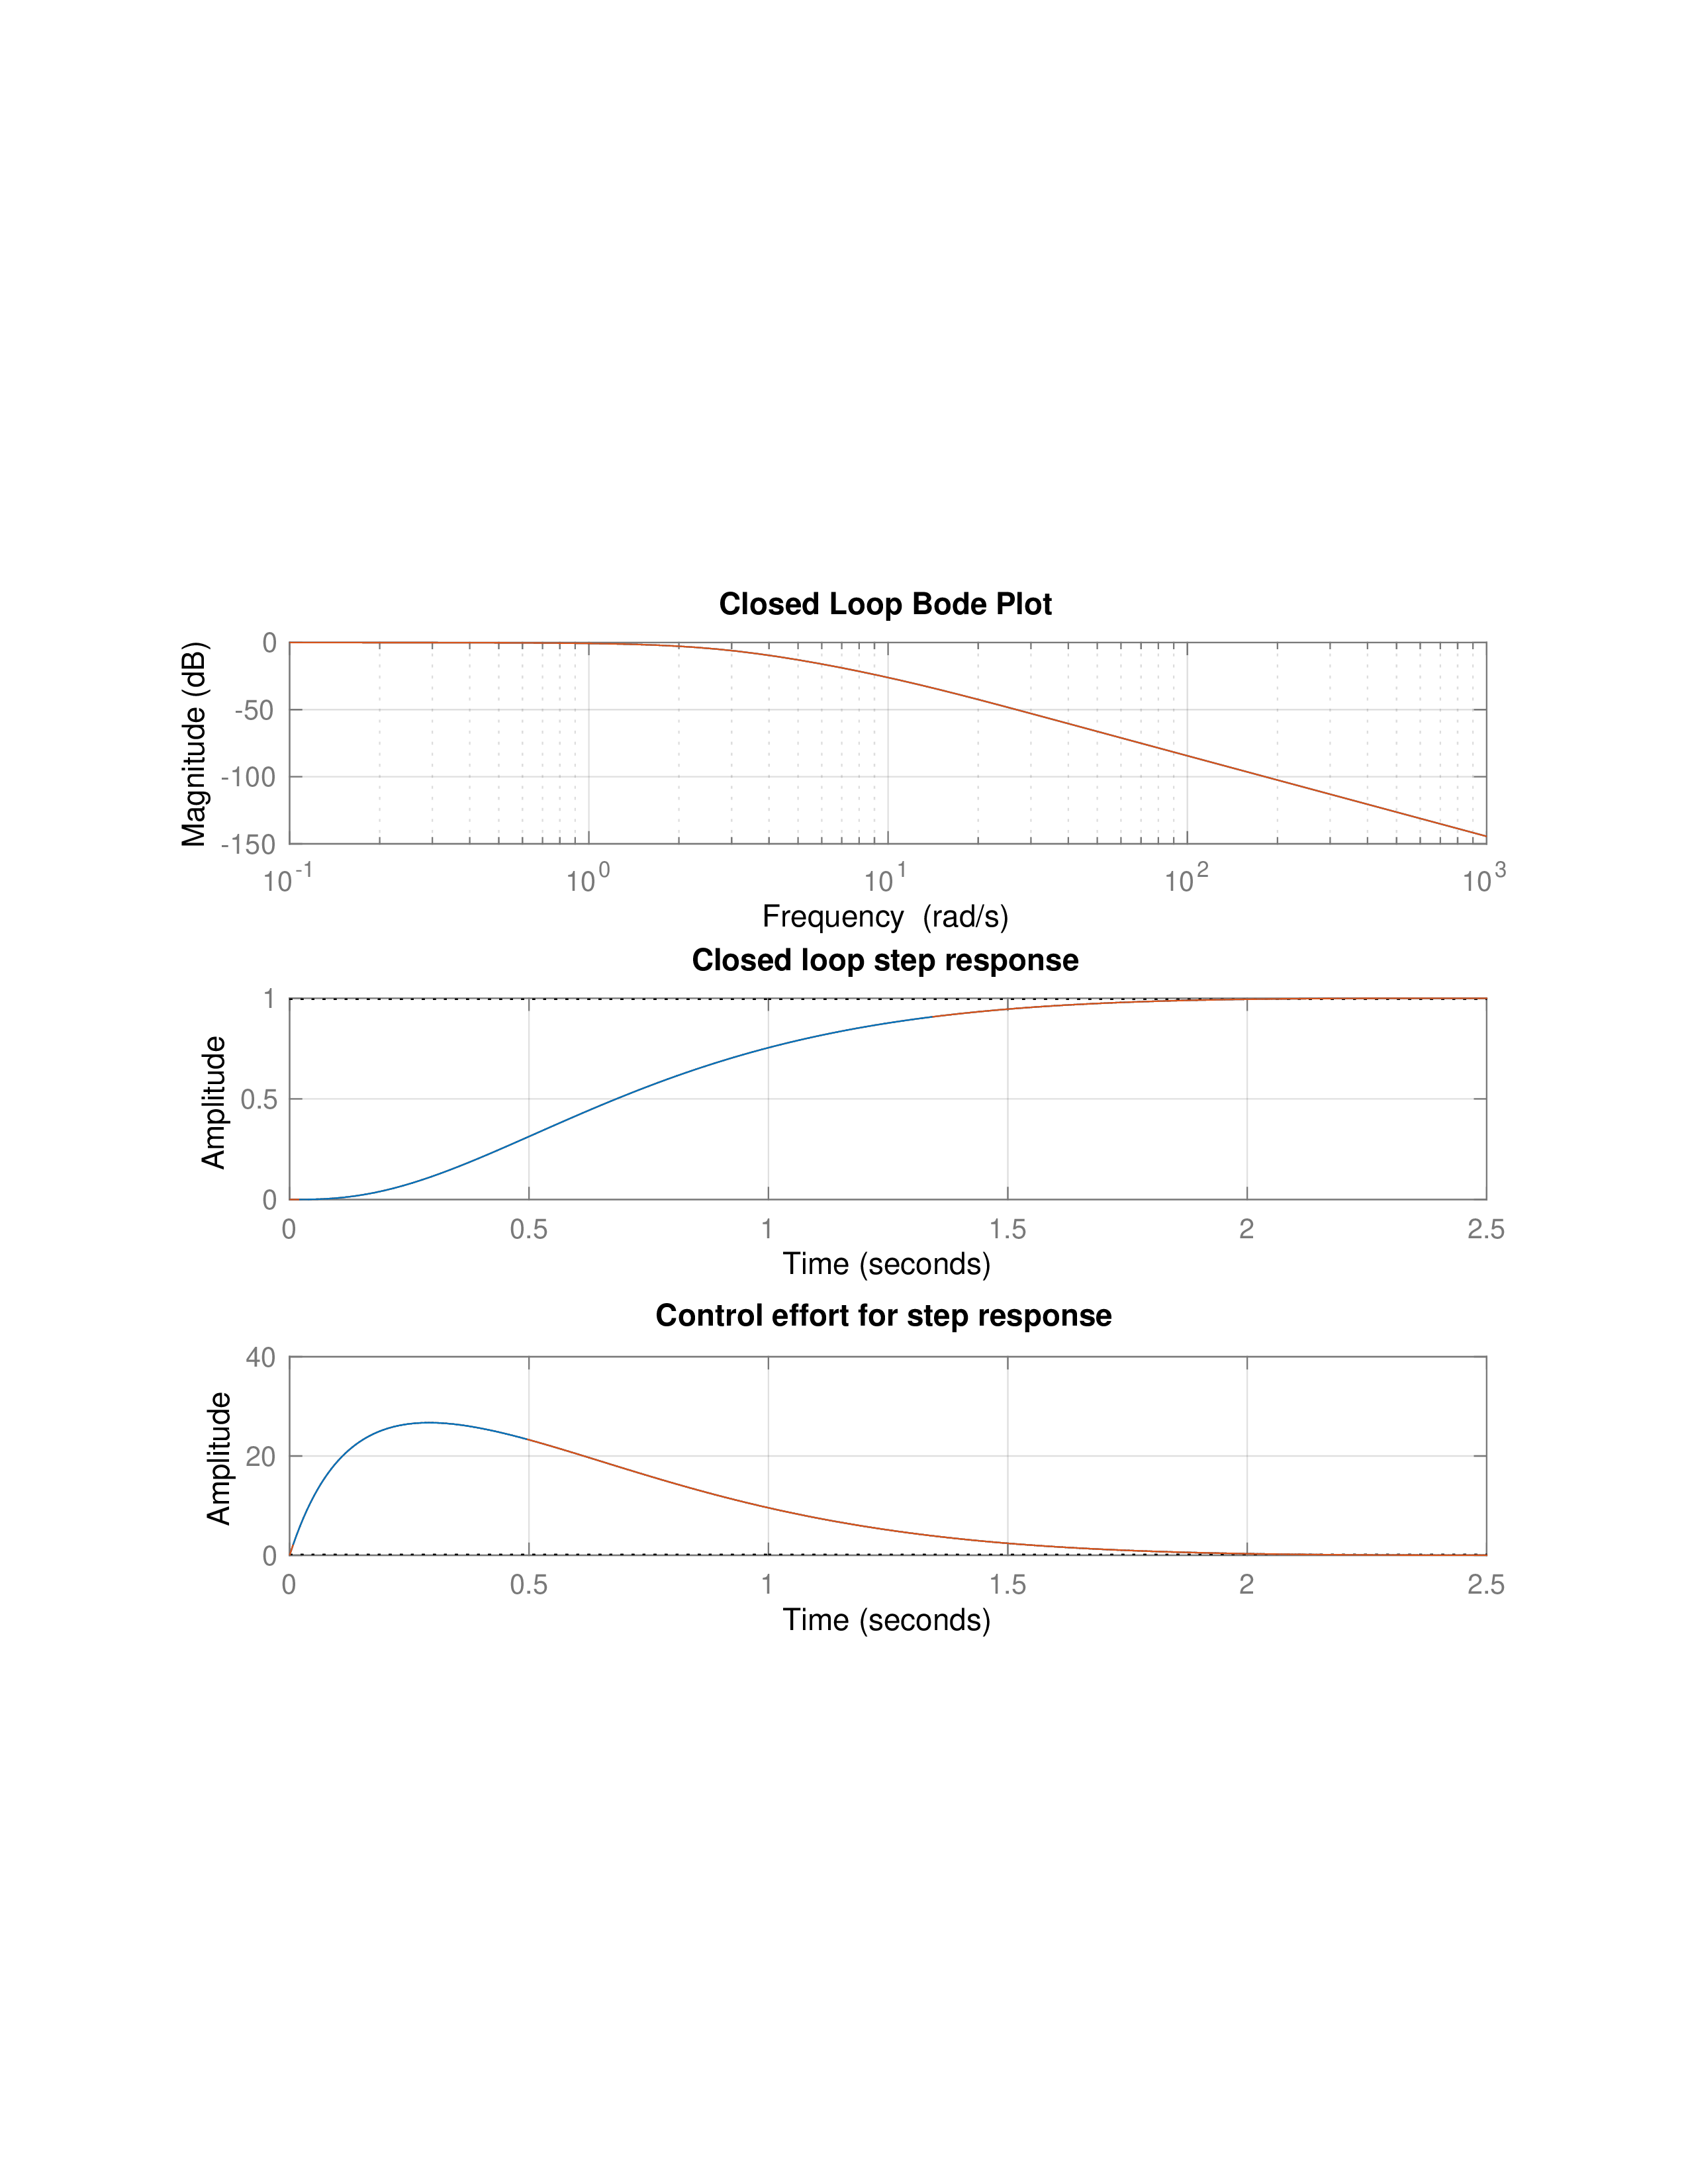 Closed Loop Bode Plot
Magnitude (dB)
0
-50
-100
-150
10^-1 10^0 10^1 10^2 10^3
Frequency (rad/s)
Closed loop step response
Amplitude
1
0.5
0
0 0.5 1 1.5 2 2.5
Time (seconds)
Control effort for step response
Amplitude
40
20
0
0 0.5 1 1.5 2 2.5
Time (seconds)